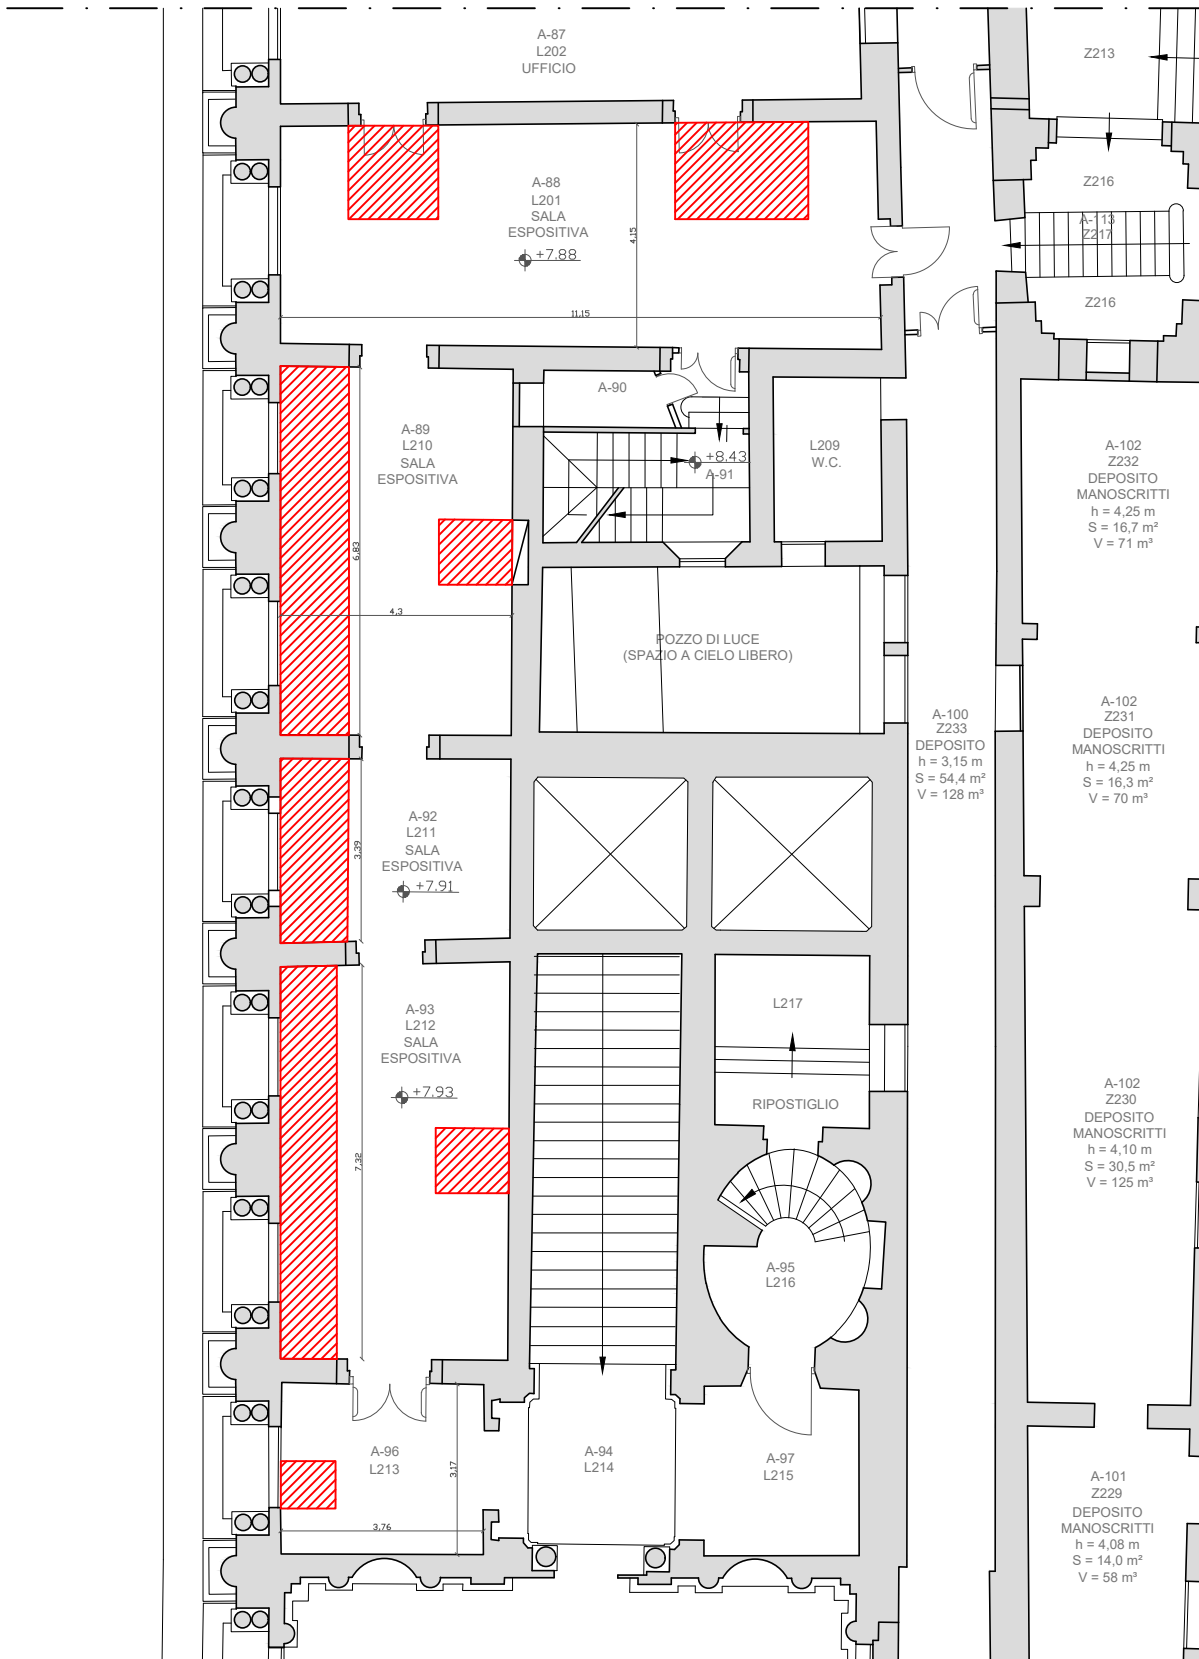 A-87
L202
UFFICIO
Z213
A-88
L201
SALA
ESPOSITIVA
+7.88
4,15
11,15
Z216
A-113
Z217
Z216
A-90
A-89
L210
SALA
ESPOSITIVA
+8.43
A-91
L209
W.C.
6,83
4,3
A-102
Z232
DEPOSITO
MANOSCRITTI
h = 4,25 m
S = 16,7 m²
V = 71 m³
POZZO DI LUCE
(SPAZIO A CIELO LIBERO)
A-100
Z233
DEPOSITO
h = 3,15 m
S = 54,4 m²
V = 128 m³
A-102
Z231
DEPOSITO
MANOSCRITTI
h = 4,25 m
S = 16,3 m²
V = 70 m³
A-92
L211
SALA
ESPOSITIVA
+7.91
3,39
A-93
L212
SALA
ESPOSITIVA
+7.93
7,32
L217
RIPOSTIGLIO
A-102
Z230
DEPOSITO
MANOSCRITTI
h = 4,10 m
S = 30,5 m²
V = 125 m³
A-95
L216
A-96
L213
3,17
3,76
A-94
L214
A-97
L215
A-101
Z229
DEPOSITO
MANOSCRITTI
h = 4,08 m
S = 14,0 m²
V = 58 m³